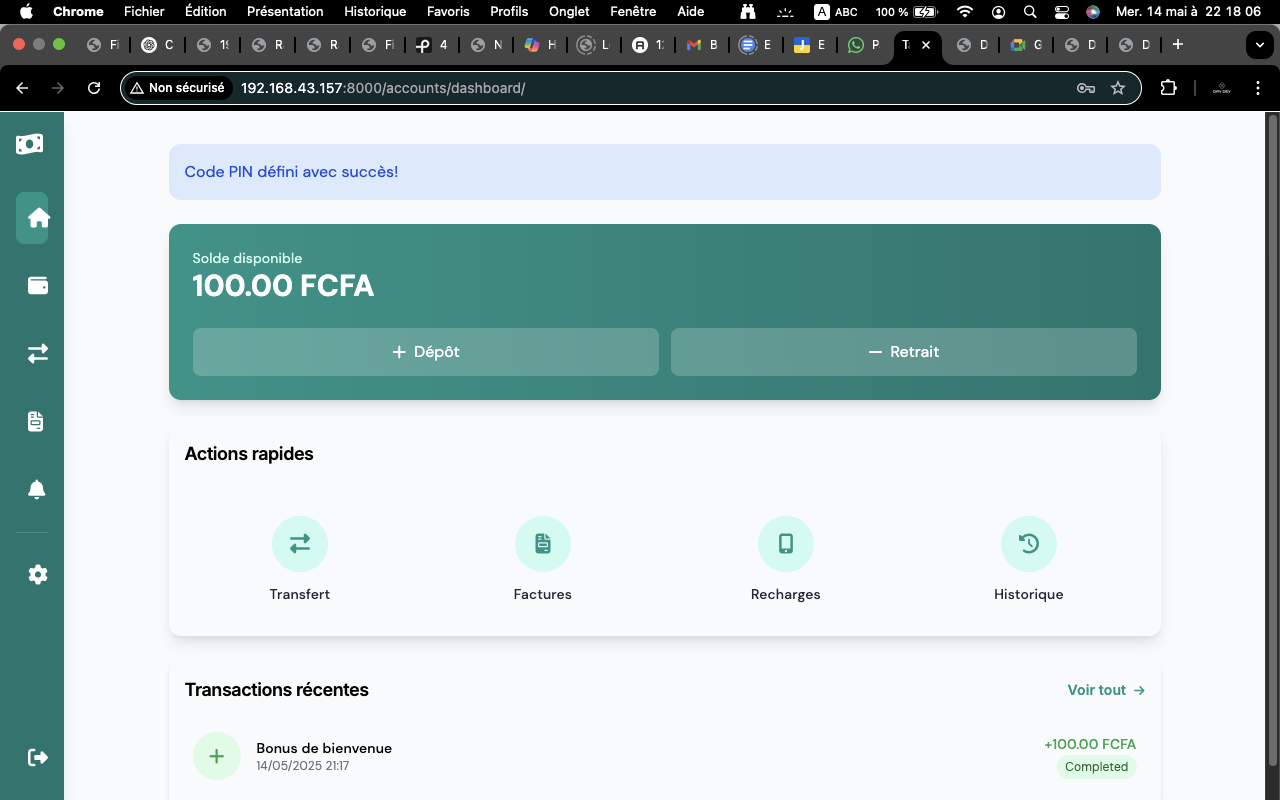 Chrome Fichier Édition Présentation Historique Favoris Profils Onglet Fenêtre Aide A ABC 100 % Mer. 14 mai à 22 18 06
Fi C 19 R R Fi 4 N H L 12 B E E P T D G D D
Non sécurisé 192.168.43.157:8000/accounts/dashboard/
Code PIN défini avec succès!
Solde disponible
100.00 FCFA
+ Dépôt — Retrait
Actions rapides
Transfert Factures Recharges Historique
Transactions récentes Voir tout →
Bonus de bienvenue +100.00 FCFA
14/05/2025 21:17 Completed